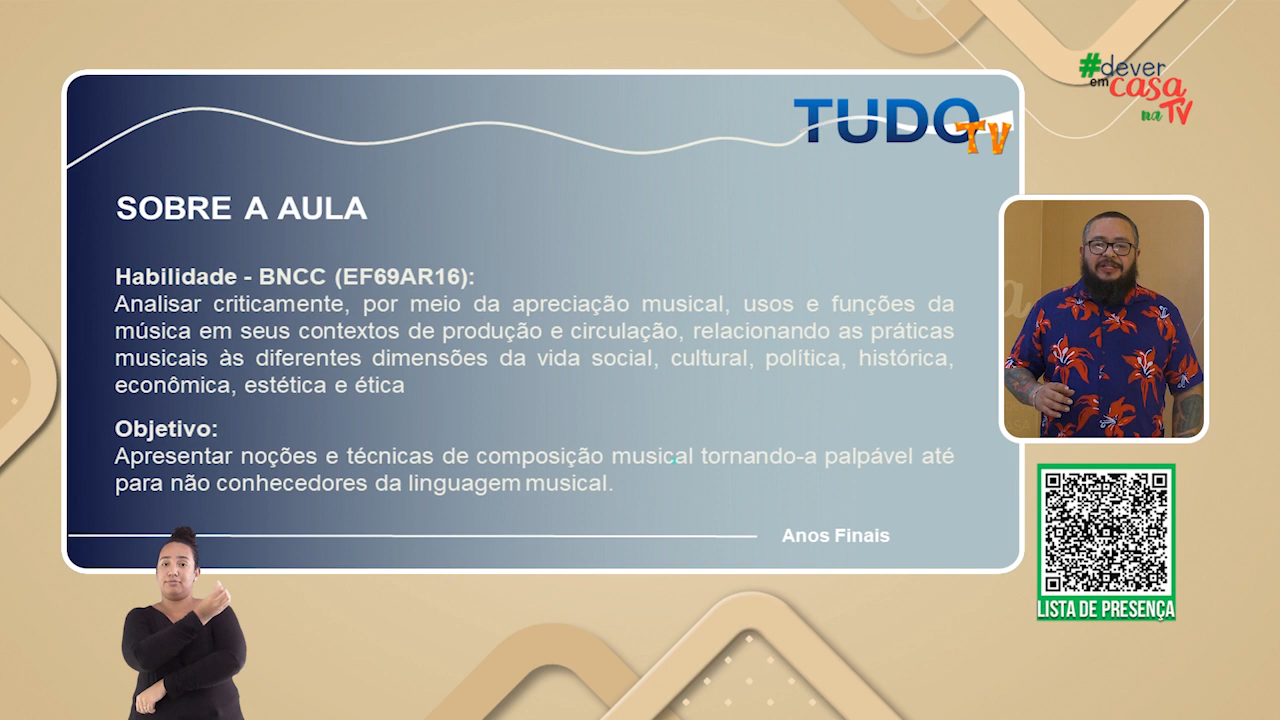 #dever
em casa
na TV
TUDO
TV
SOBRE A AULA
Habilidade - BNCC (EF69AR16):
Analisar criticamente, por meio da apreciação musical, usos e funções da
música em seus contextos de produção e circulação, relacionando as práticas
musicais às diferentes dimensões da vida social, cultural, política, histórica,
econômica, estética e ética
Objetivo:
Apresentar noções e técnicas de composição musical tornando-a palpável até
para não conhecedores da linguagem musical.
Anos Finais
LISTA DE PRESENÇA